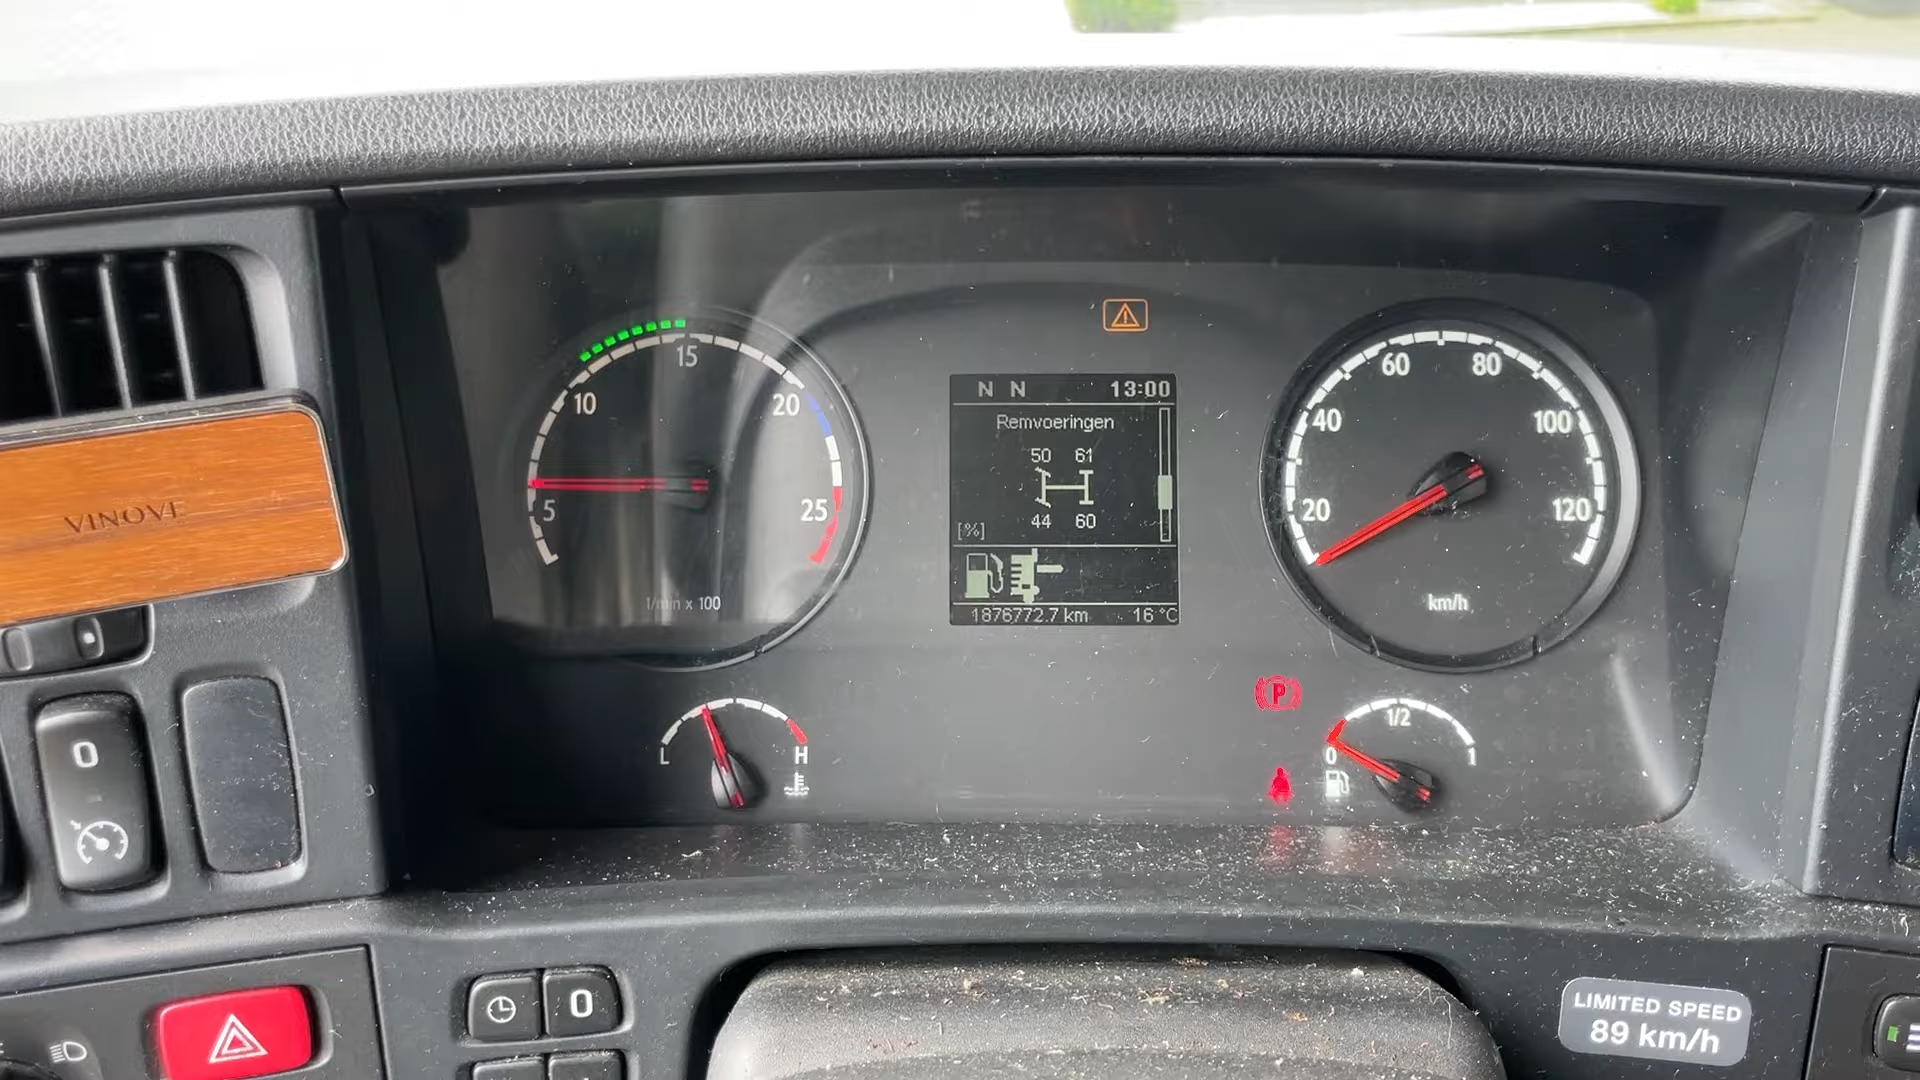 5
10
15
20
25
1/min x 100
N N 13:00
Remvoeringen
50 61
44 60
[%]
1876772.7 km 16 °C
20
40
60
80
100
120
km/h
L
H
P
0
1/2
1
VINOVE
0
0
LIMITED SPEED
89 km/h